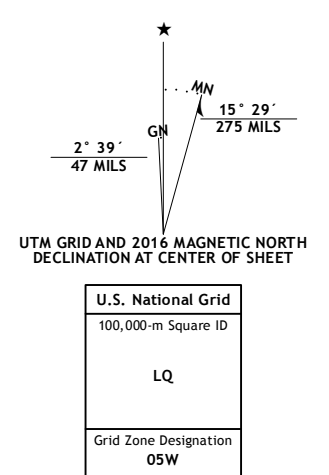 ★
MN
GN
15° 29´
275 MILS
2° 39´
47 MILS
UTM GRID AND 2016 MAGNETIC NORTH
DECLINATION AT CENTER OF SHEET
U.S. National Grid
100,000-m Square ID
LQ
Grid Zone Designation
05W